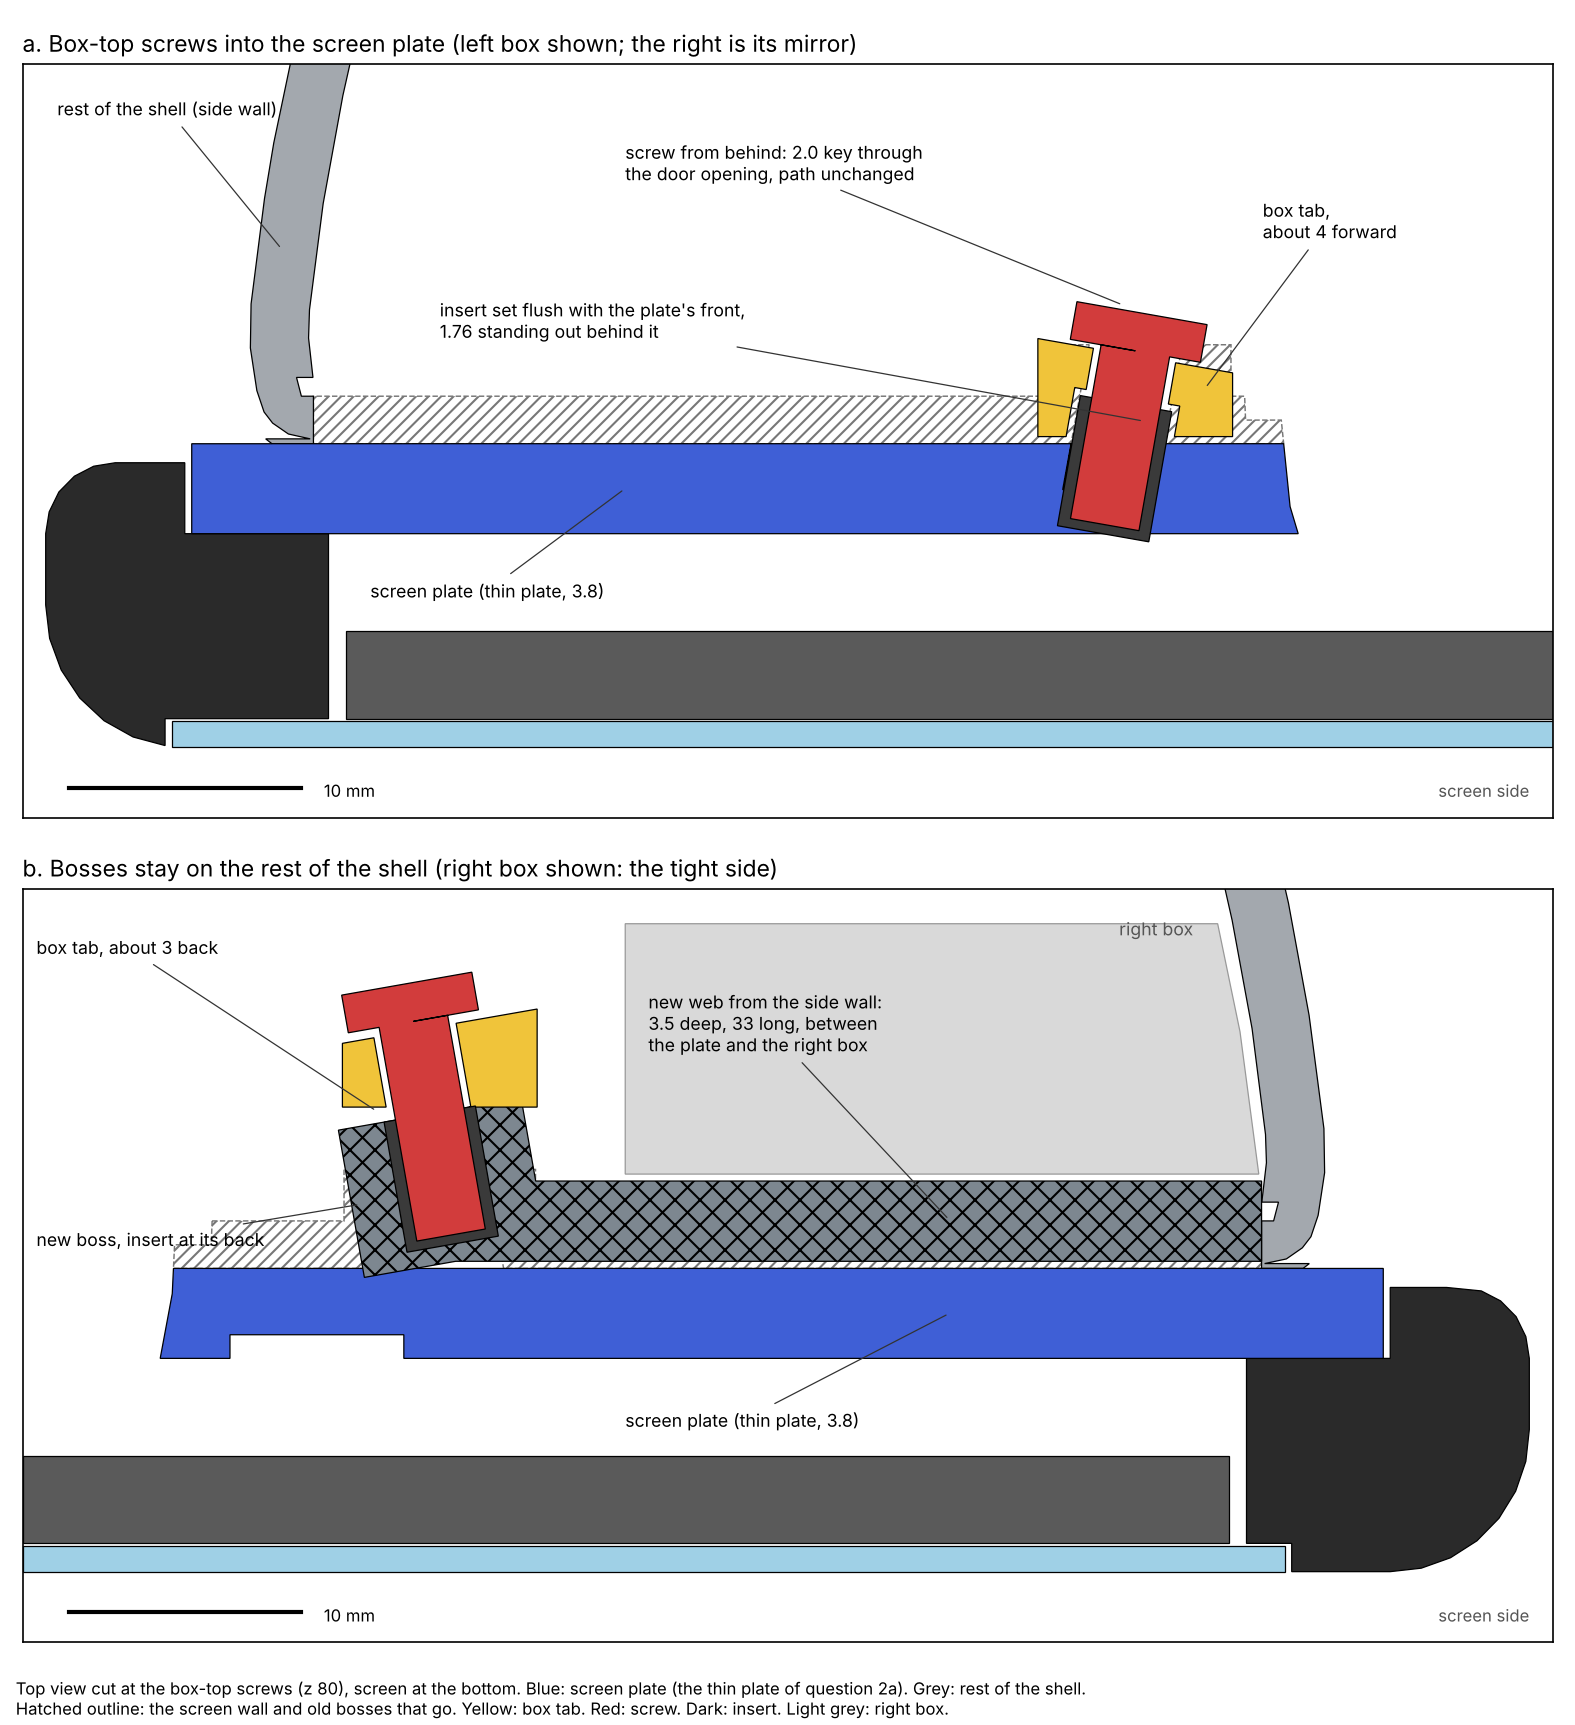 a. Box-top screws into the screen plate (left box shown; the right is its mirror)
rest of the shell (side wall)
screw from behind: 2.0 key through
the door opening, path unchanged
box tab,
about 4 forward
insert set flush with the plate's front,
1.76 standing out behind it
screen plate (thin plate, 3.8)
10 mm
screen side
b. Bosses stay on the rest of the shell (right box shown: the tight side)
right box
box tab, about 3 back
new web from the side wall:
3.5 deep, 33 long, between
the plate and the right box
new boss, insert at its back
screen plate (thin plate, 3.8)
10 mm
screen side
Top view cut at the box-top screws (z 80), screen at the bottom. Blue: screen plate (the thin plate of question 2a). Grey: rest of the shell.
Hatched outline: the screen wall and old bosses that go. Yellow: box tab. Red: screw. Dark: insert. Light grey: right box.